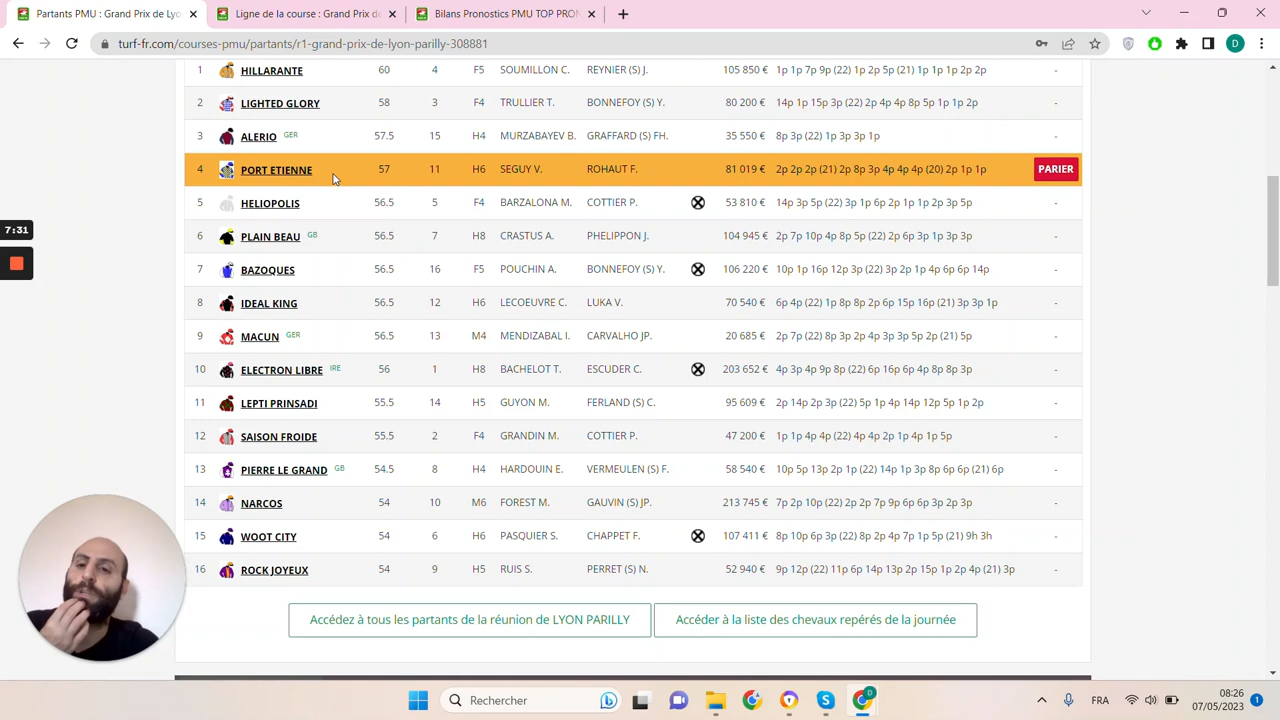 Partants PMU : Grand Prix de Lyo
Ligne de la course : Grand Prix de
Bilans Pronostics PMU TOP PRON
turf-fr.com/courses-pmu/partants/r1-grand-prix-de-lyon-parilly-308891
D
1 HILLARANTE 60 4 F5 SOUMILLON C. REYNIER (S) J. 105 850 € 1p 1p 7p 9p (22) 1p 2p 5p (21) 1p 1p 1p 2p 2p -
2 LIGHTED GLORY 58 3 F4 TRULLIER T. BONNEFOY (S) Y. 80 200 € 14p 1p 15p 3p (22) 2p 4p 4p 8p 5p 1p 1p 2p -
3 ALERIO GER 57.5 15 H4 MURZABAYEV B. GRAFFARD (S) FH. 35 550 € 8p 3p (22) 1p 3p 3p 1p -
4 PORT ETIENNE 57 11 H6 SEGUY V. ROHAUT F. 81 019 € 2p 2p 2p (21) 2p 8p 3p 4p 4p 4p (20) 2p 1p 1p PARIER
5 HELIOPOLIS 56.5 5 F4 BARZALONA M. COTTIER P. 53 810 € 14p 3p 5p (22) 3p 1p 6p 2p 1p 1p 2p 3p 5p -
6 PLAIN BEAU GB 56.5 7 H8 CRASTUS A. PHELIPPON J. 104 945 € 2p 7p 10p 4p 8p 5p (22) 2p 6p 3p 1p 3p 3p -
7 BAZOQUES 56.5 16 F5 POUCHIN A. BONNEFOY (S) Y. 106 220 € 10p 1p 16p 12p 3p (22) 3p 2p 1p 4p 6p 6p 14p -
8 IDEAL KING 56.5 12 H6 LECOEUVRE C. LUKA V. 70 540 € 6p 4p (22) 1p 8p 8p 2p 6p 15p 16p (21) 3p 3p 1p -
9 MACUN GER 56.5 13 M4 MENDIZABAL I. CARVALHO JP. 20 685 € 2p 7p (22) 8p 3p 2p 4p 3p 3p 5p 2p (21) 5p -
10 ELECTRON LIBRE IRE 56 1 H8 BACHELOT T. ESCUDER C. 203 652 € 4p 3p 4p 9p 8p (22) 6p 16p 6p 4p 8p 8p 3p -
11 LEPTI PRINSADI 55.5 14 H5 GUYON M. FERLAND (S) C. 95 609 € 2p 14p 2p 3p (22) 5p 1p 4p 14p 12p 5p 1p 2p -
12 SAISON FROIDE 55.5 2 F4 GRANDIN M. COTTIER P. 47 200 € 1p 1p 4p 4p (22) 4p 4p 2p 1p 4p 1p 5p -
13 PIERRE LE GRAND GB 54.5 8 H4 HARDOUIN E. VERMEULEN (S) F. 58 540 € 10p 5p 13p 2p 1p (22) 14p 1p 3p 8p 6p 6p (21) 6p -
14 NARCOS 54 10 M6 FOREST M. GAUVIN (S) JP. 213 745 € 7p 2p 10p (22) 2p 2p 7p 9p 6p 6p 3p 2p 3p -
15 WOOT CITY 54 6 H6 PASQUIER S. CHAPPET F. 107 411 € 8p 10p 6p 3p (22) 8p 2p 4p 7p 1p 5p (21) 9h 3h -
16 ROCK JOYEUX 54 9 H5 RUIS S. PERRET (S) N. 52 940 € 9p 12p (22) 11p 6p 14p 13p 2p 15p 1p 2p 4p (21) 3p -
7:31
Accédez à tous les partants de la réunion de LYON PARILLY
Accéder à la liste des chevaux repérés de la journée
Rechercher
FRA
08:26
07/05/2023